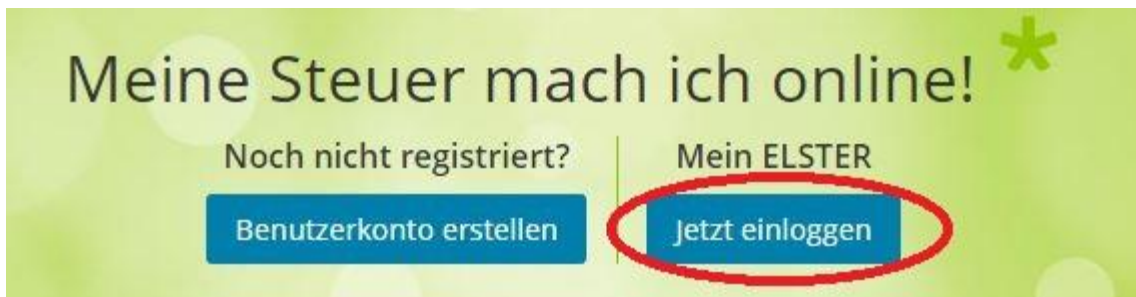 Meine Steuer mach ich online!
Noch nicht registriert?
Mein ELSTER
Benutzerkonto erstellen
Jetzt einloggen